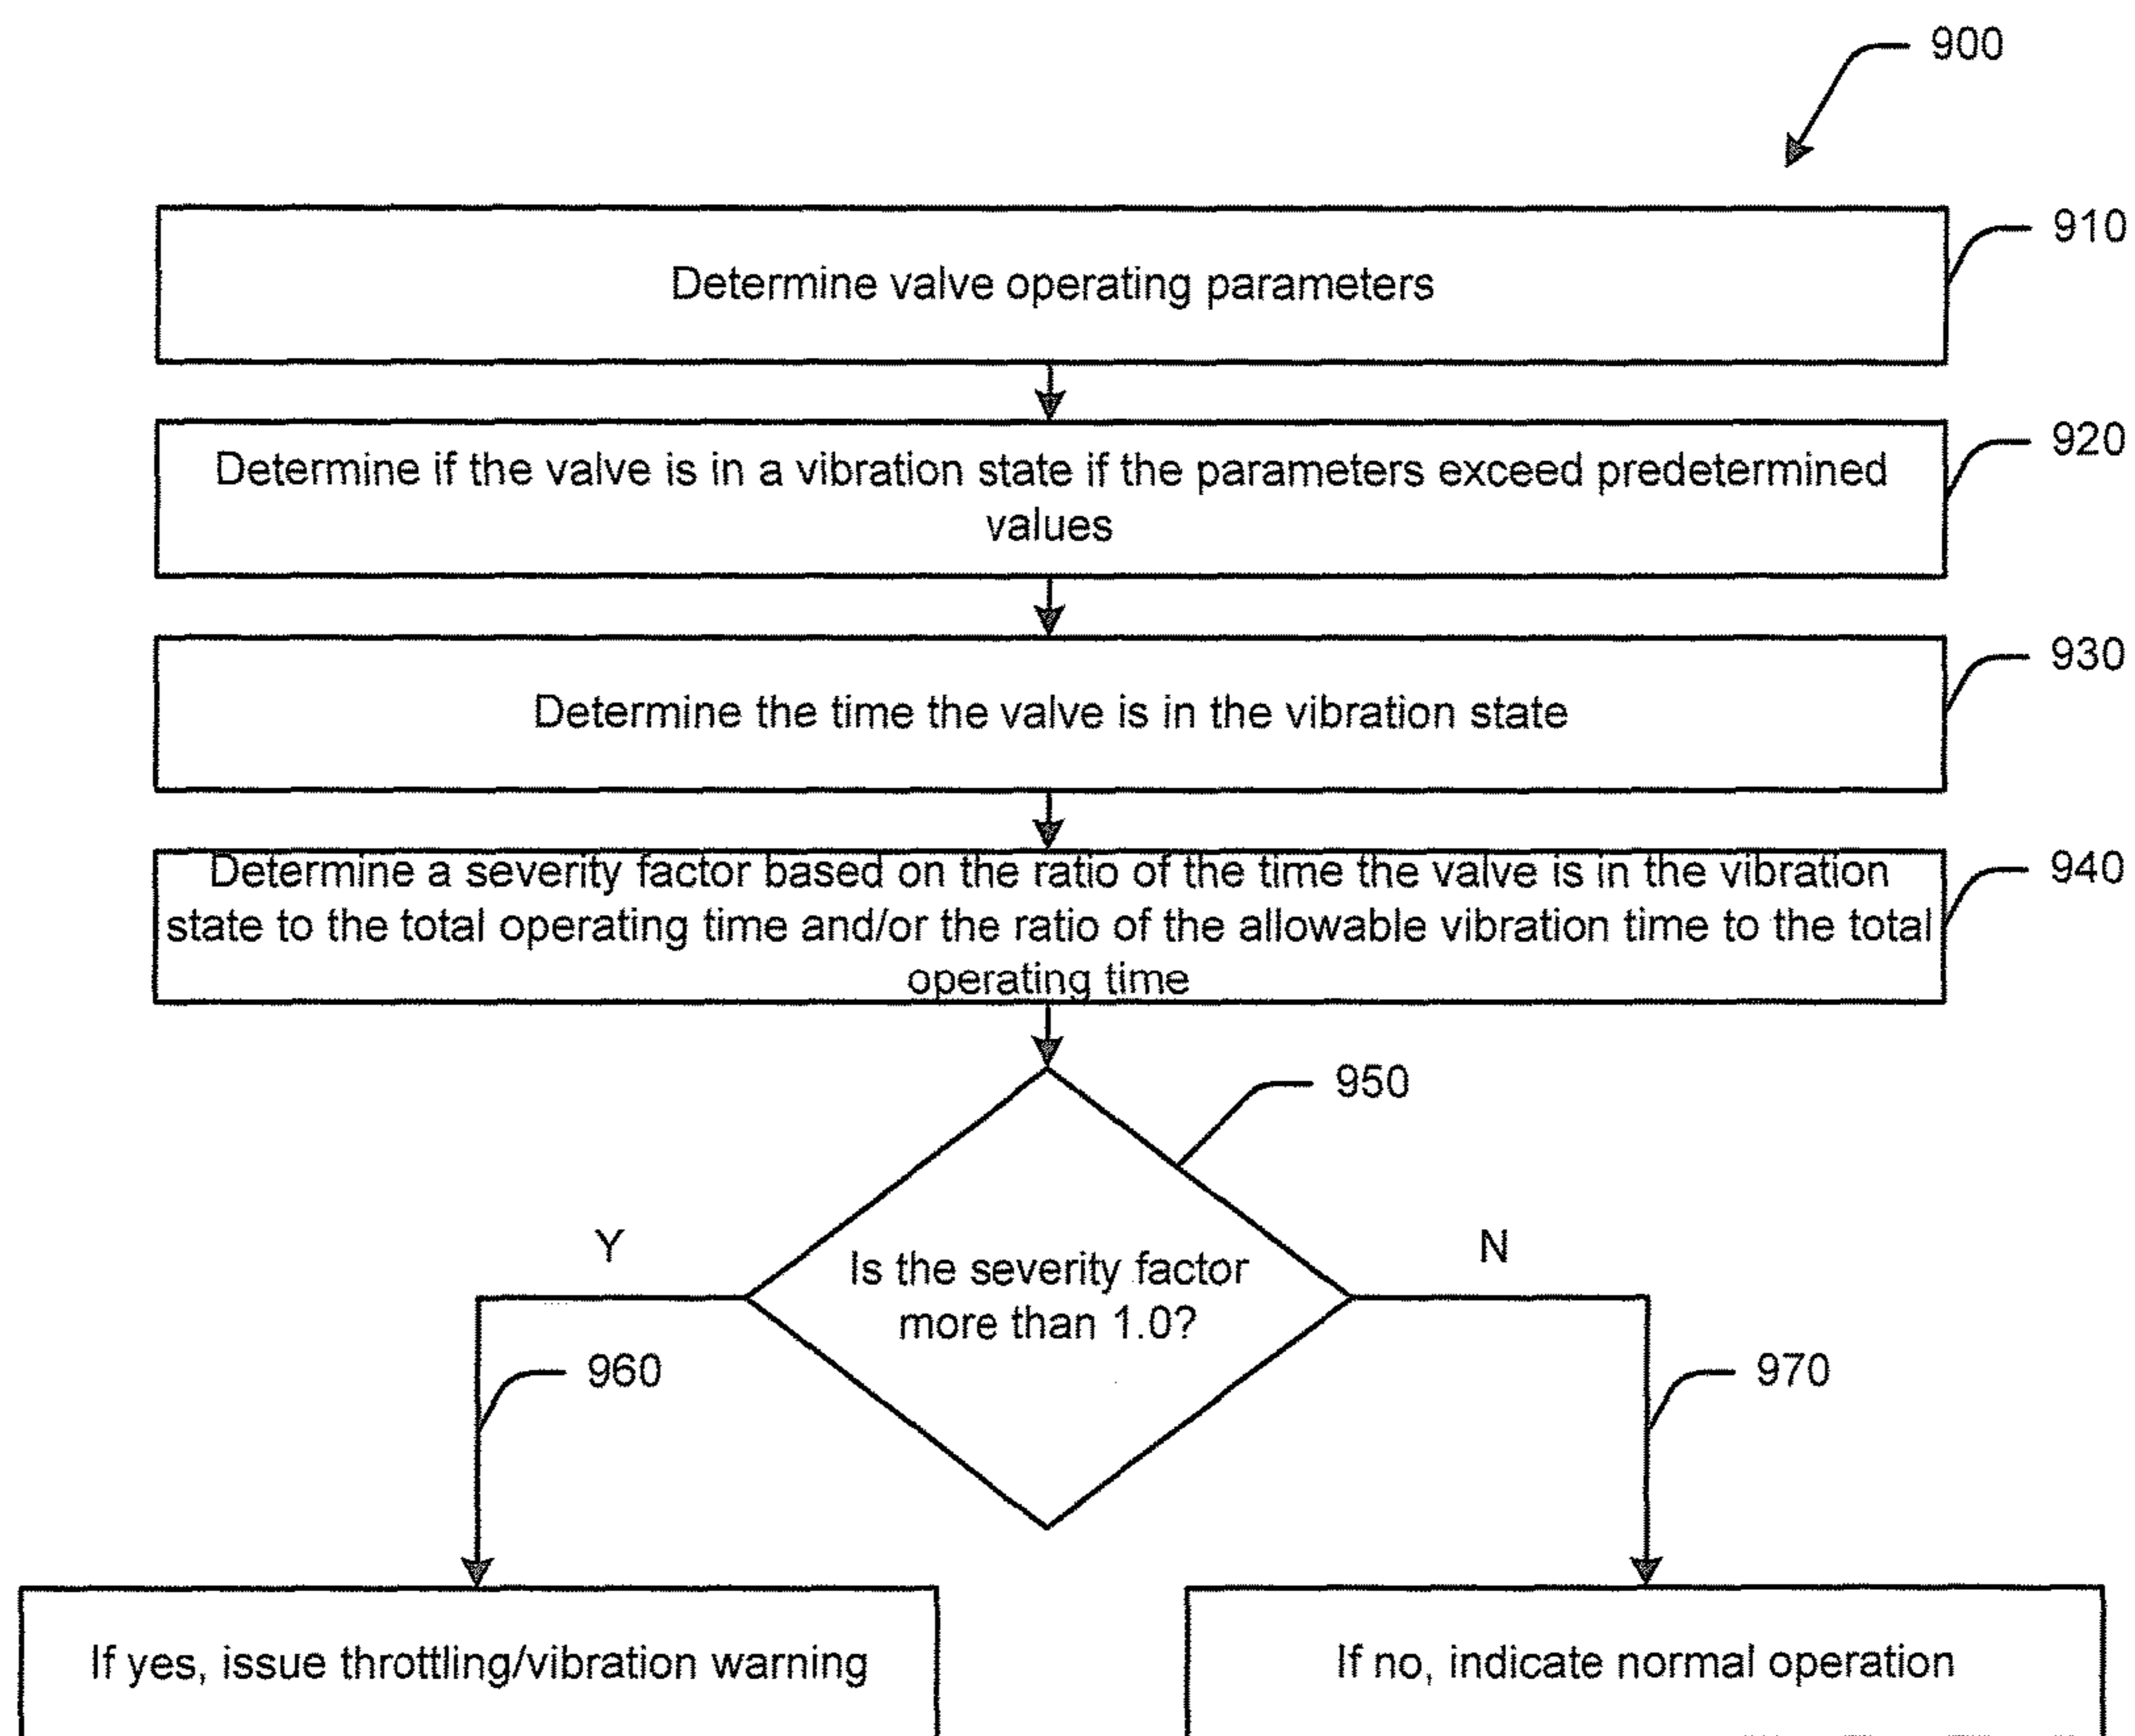 900
910
Determine valve operating parameters
920
Determine if the valve is in a vibration state if the parameters exceed predetermined
values
930
Determine the time the valve is in the vibration state
940
Determine a severity factor based on the ratio of the time the valve is in the vibration
state to the total operating time and/or the ratio of the allowable vibration time to the total
operating time
950
Y
N
Is the severity factor
more than 1.0?
960
970
If yes, issue throttling/vibration warning
If no, indicate normal operation